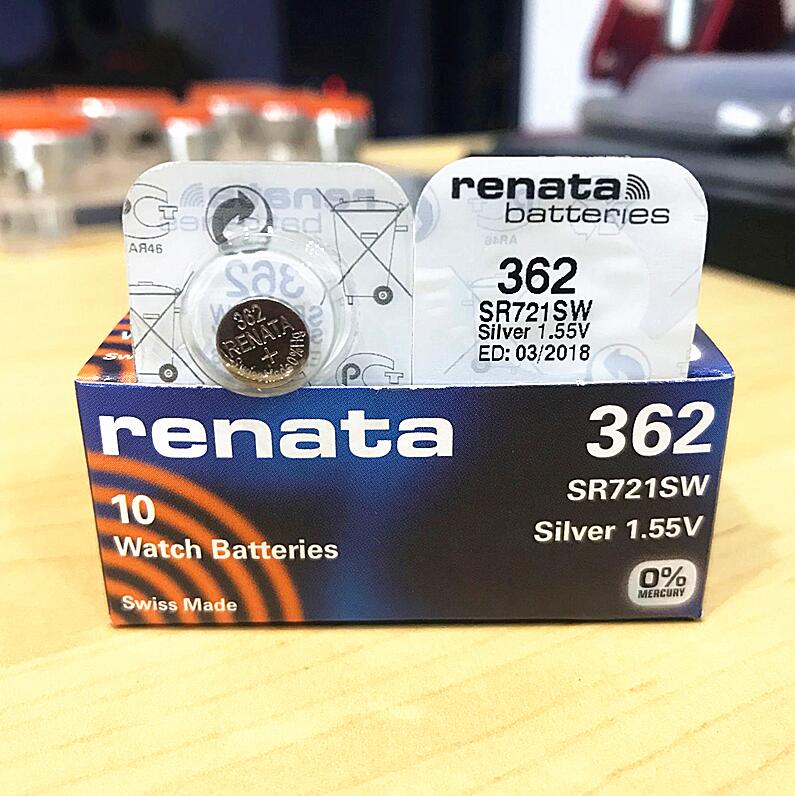 renata
batteries
362
SR721SW
Silver 1.55V
ED: 03/2018
AR46
362
RENATA
+
renata
362
10
SR721SW
Watch Batteries
Silver 1.55V
Swiss Made
0%
MERCURY